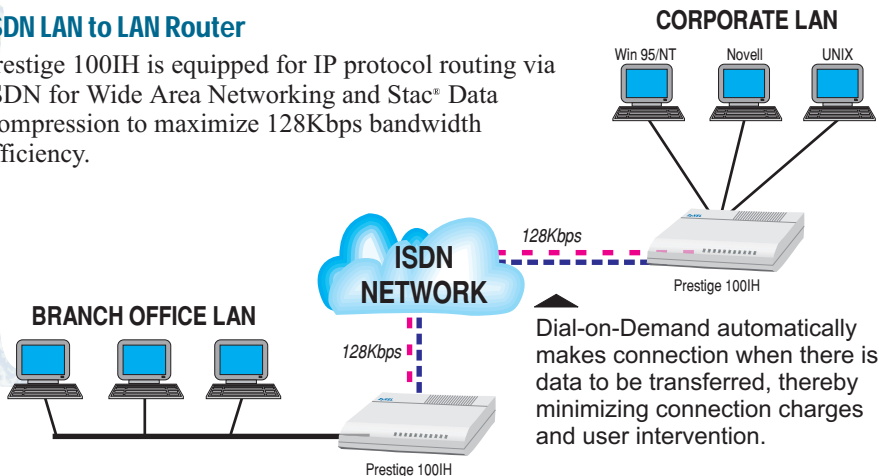 SDN LAN to LAN Router
restige 100IH is equipped for IP protocol routing via
SDN for Wide Area Networking and Stac® Data
ompression to maximize 128Kbps bandwidth
fficiency.
CORPORATE LAN
Win 95/NT
Novell
UNIX
Prestige 100IH
128Kbps
ISDN
NETWORK
128Kbps
BRANCH OFFICE LAN
Prestige 100IH
Dial-on-Demand automatically
makes connection when there is
data to be transferred, thereby
minimizing connection charges
and user intervention.